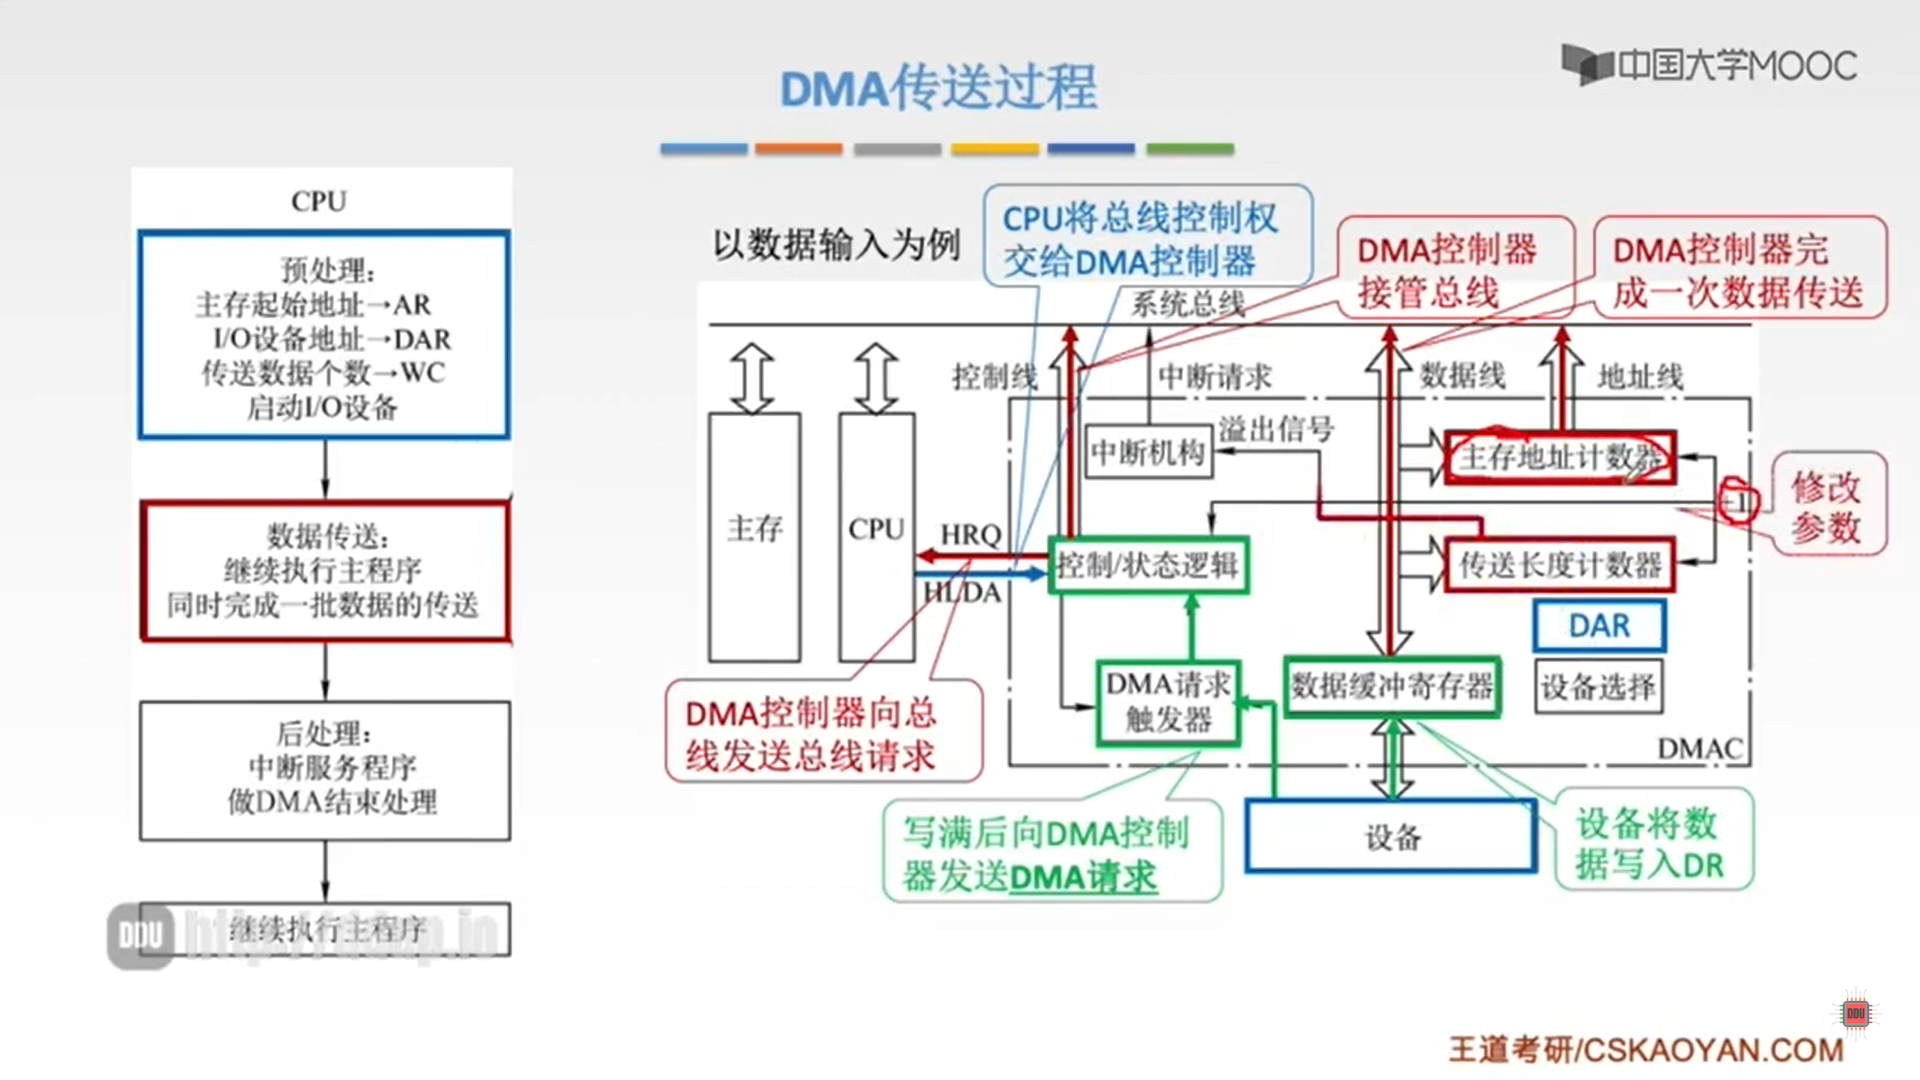 DMA传送过程
中国大学MOOC
CPU
预处理：
主存起始地址→AR
I/O设备地址→DAR
传送数据个数→WC
启动I/O设备
数据传送：
继续执行主程序
同时完成一批数据的传送
后处理：
中断服务程序
做DMA结束处理
继续执行主程序
DDU
以数据输入为例
CPU将总线控制权
交给DMA控制器
DMA控制器
接管总线
DMA控制器完
成一次数据传送
系统总线
控制线
中断请求
数据线
地址线
中断机构
溢出信号
主存地址计数器
+1
修改
参数
主存
CPU
HRQ
HLDA
控制/状态逻辑
传送长度计数器
DAR
DMA请求
触发器
数据缓冲寄存器
设备选择
DMAC
DMA控制器向总
线发送总线请求
写满后向DMA控制
器发送DMA请求
设备
设备将数
据写入DR
DDU
王道考研/CSKAOYAN.COM